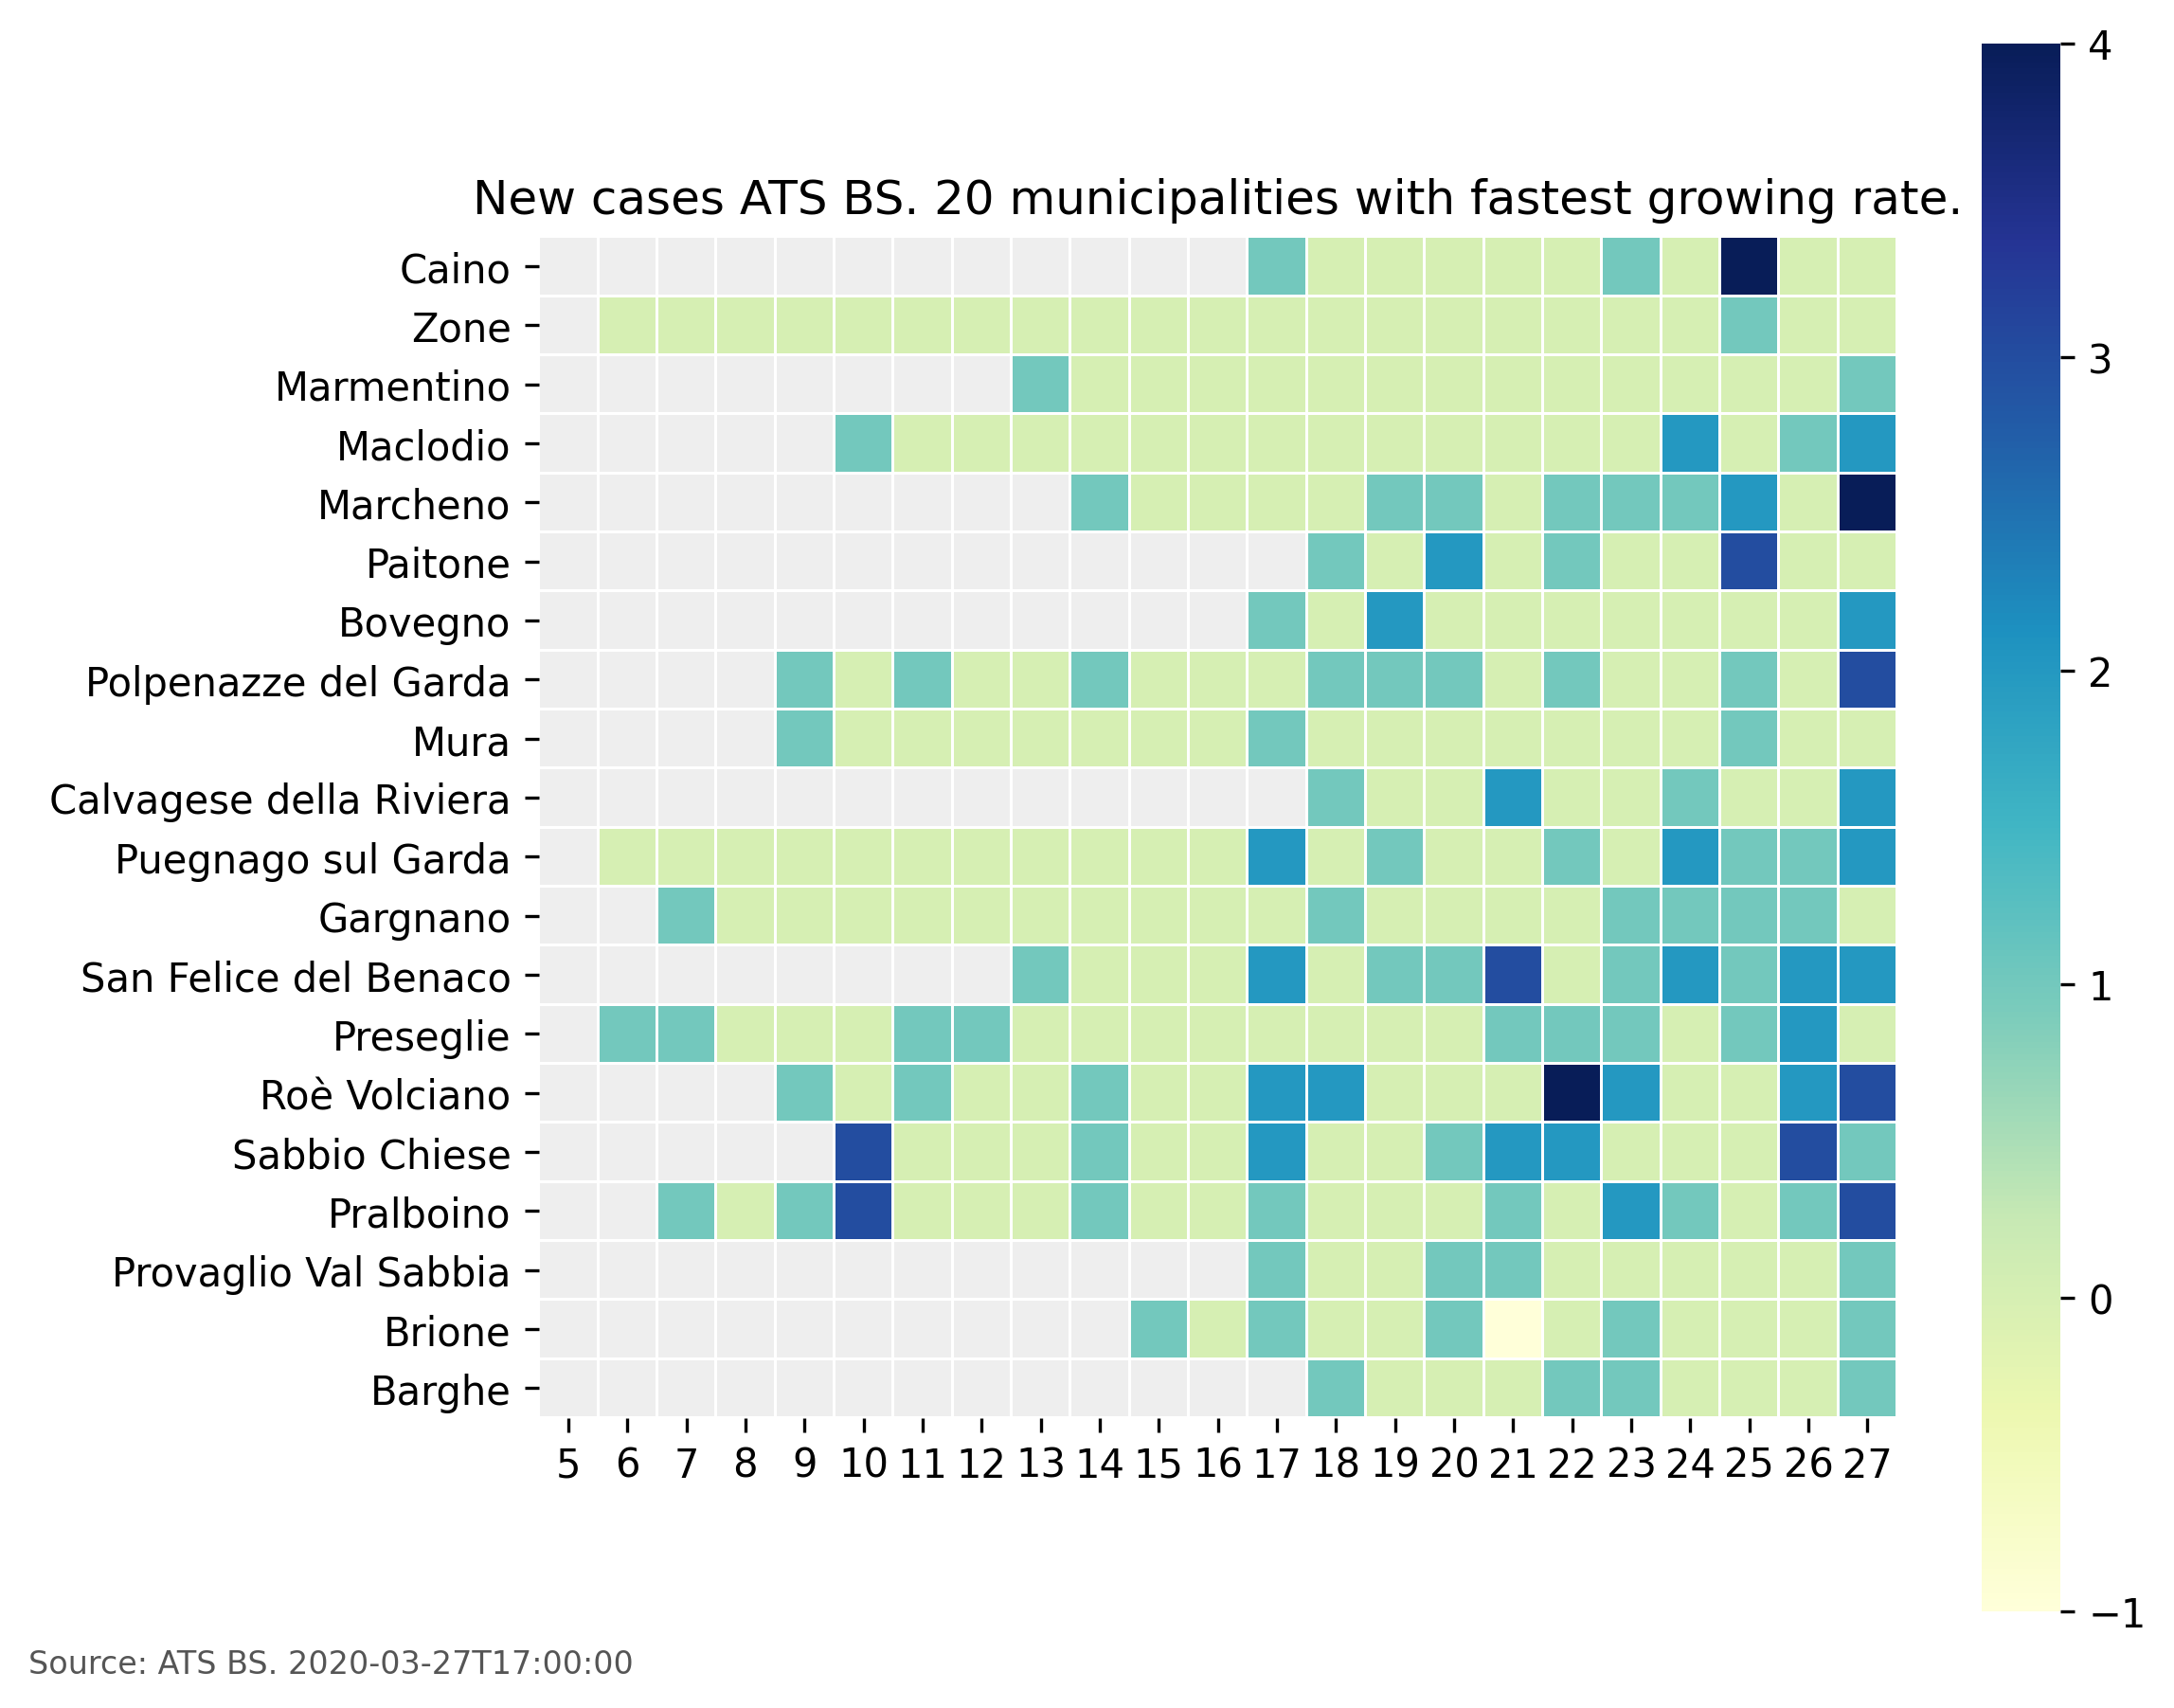 New cases ATS BS. 20 municipalities with fastest growing rate.
Caino
Zone
Marmentino
Maclodio
Marcheno
Paitone
Bovegno
Polpenazze del Garda
Mura
Calvagese della Riviera
Puegnago sul Garda
Gargnano
San Felice del Benaco
Preseglie
Roè Volciano
Sabbio Chiese
Pralboino
Provaglio Val Sabbia
Brione
Barghe
5 6 7 8 9 10 11 12 13 14 15 16 17 18 19 20 21 22 23 24 25 26 27
4
3
2
1
0
−1
Source: ATS BS. 2020-03-27T17:00:00